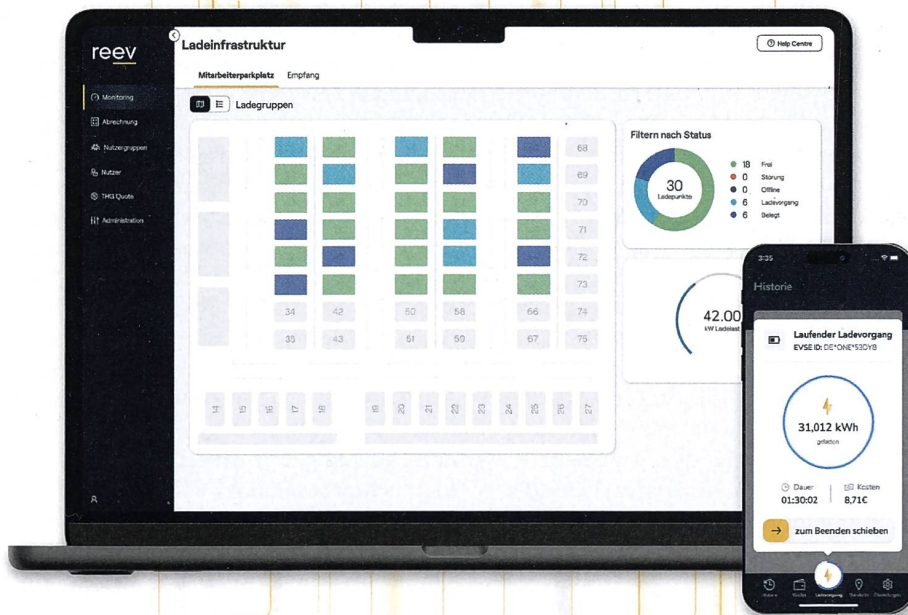 reev
Ladeinfrastruktur
Help Centre
Mitarbeiterparkplatz Empfang
Monitoring
Abrechnung
Nutzergruppen
Nutzer
THG Quote
Administration
Ladegruppen
68
69
70
71
72
73
34 42 50 58 66 74
35 43 51 59 67 75
14 15 16 17 18 19 20 21 22 23 24 25 26 27
Filtern nach Status
30
Ladepunkte
18 Frei
0 Störung
0 Offline
6 Ladevorgang
6 Belegt
42.00
kW Ladelast
3:35
Historie
Laufender Ladevorgang
EVSE ID: DE*ONE*53DY8
31,012 kWh
geladen
Dauer
01:30:02
Kosten
8,71€
zum Beenden schieben
Ladevorgang